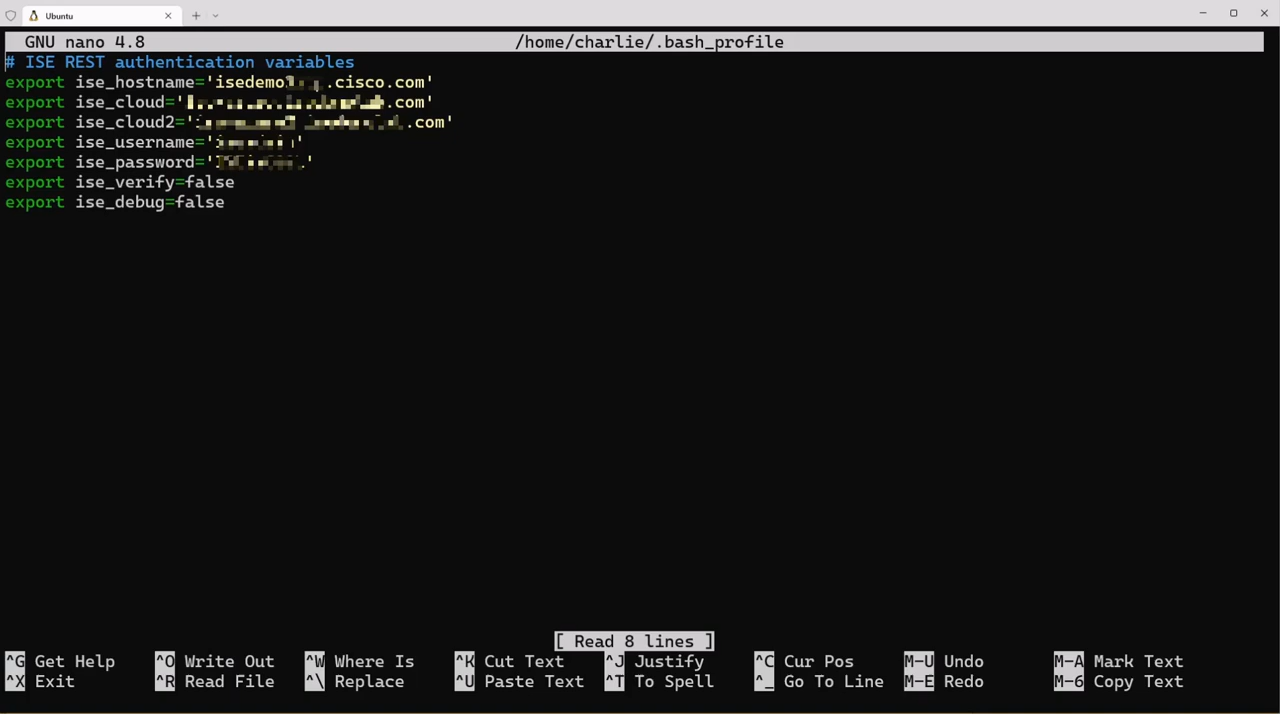 Ubuntu
GNU nano 4.8 /home/charlie/.bash_profile
# ISE REST authentication variables
export ise_hostname='isedemo .cisco.com'
export ise_cloud=' .com'
export ise_cloud2=' .com'
export ise_username=' '
export ise_password=' '
export ise_verify=false
export ise_debug=false
[ Read 8 lines ]
^G Get Help ^O Write Out ^W Where Is ^K Cut Text ^J Justify ^C Cur Pos M-U Undo M-A Mark Text
^X Exit ^R Read File ^\ Replace ^U Paste Text ^T To Spell ^_ Go To Line M-E Redo M-6 Copy Text